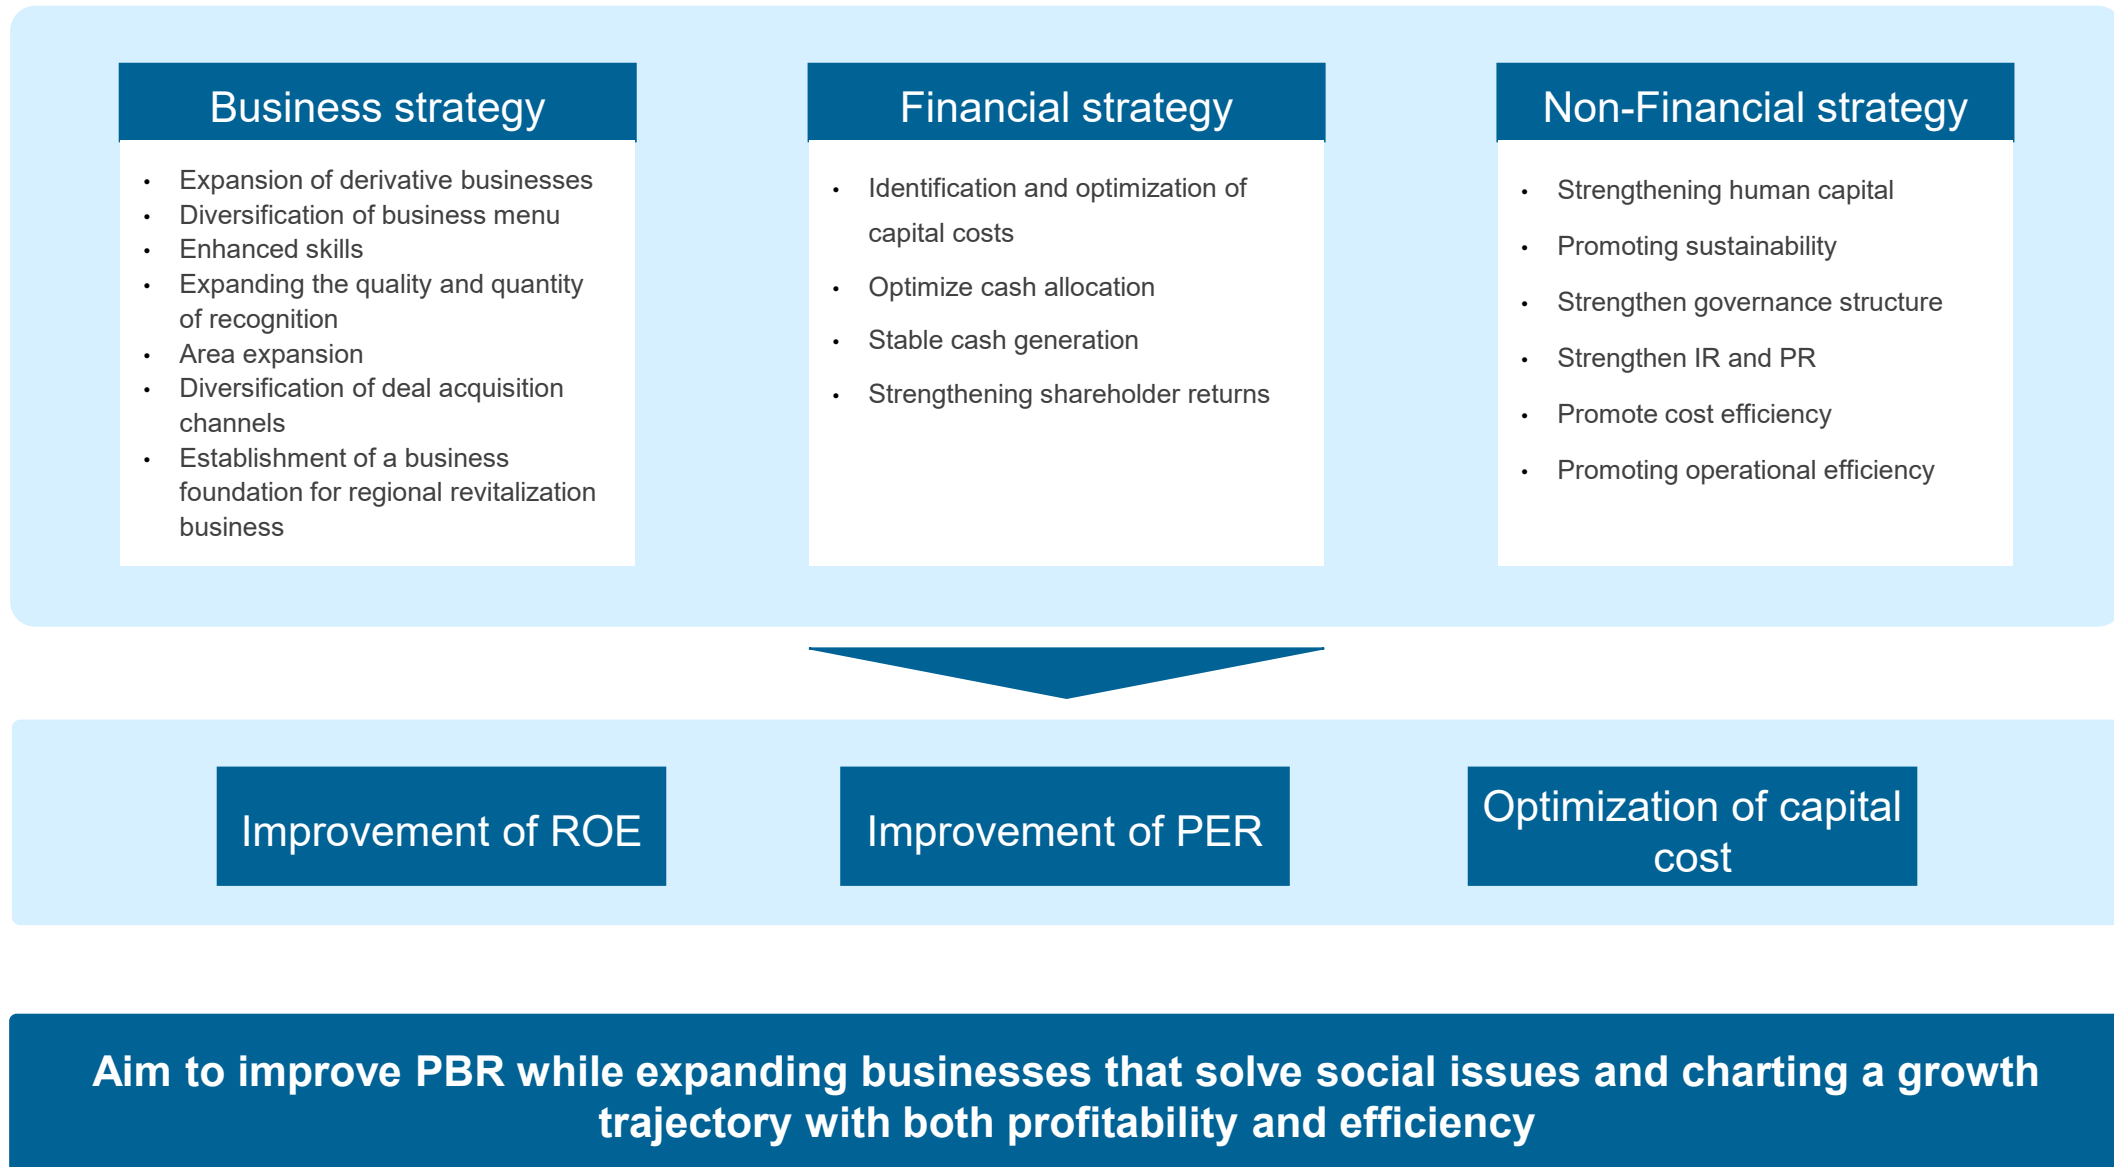 Business strategy
• Expansion of derivative businesses
• Diversification of business menu
• Enhanced skills
• Expanding the quality and quantity
of recognition
• Area expansion
• Diversification of deal acquisition
channels
• Establishment of a business
foundation for regional revitalization
business
Financial strategy
• Identification and optimization of
capital costs
• Optimize cash allocation
• Stable cash generation
• Strengthening shareholder returns
Non-Financial strategy
• Strengthening human capital
• Promoting sustainability
• Strengthen governance structure
• Strengthen IR and PR
• Promote cost efficiency
• Promoting operational efficiency
Improvement of ROE
Improvement of PER
Optimization of capital
cost
Aim to improve PBR while expanding businesses that solve social issues and charting a growth
trajectory with both profitability and efficiency